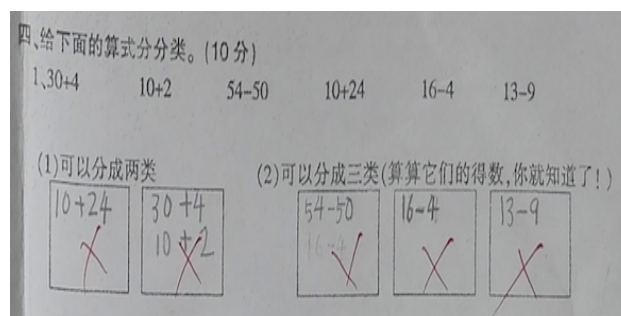 四、给下面的算式分分类。(10分)
1、30+4 10+2 54-50 10+24 16-4 13-9
(1)可以分成两类
(2)可以分成三类(算算它们的得数,你就知道了!)
10+24
30+4
10+2
54-50
16-4
16-4
13-9